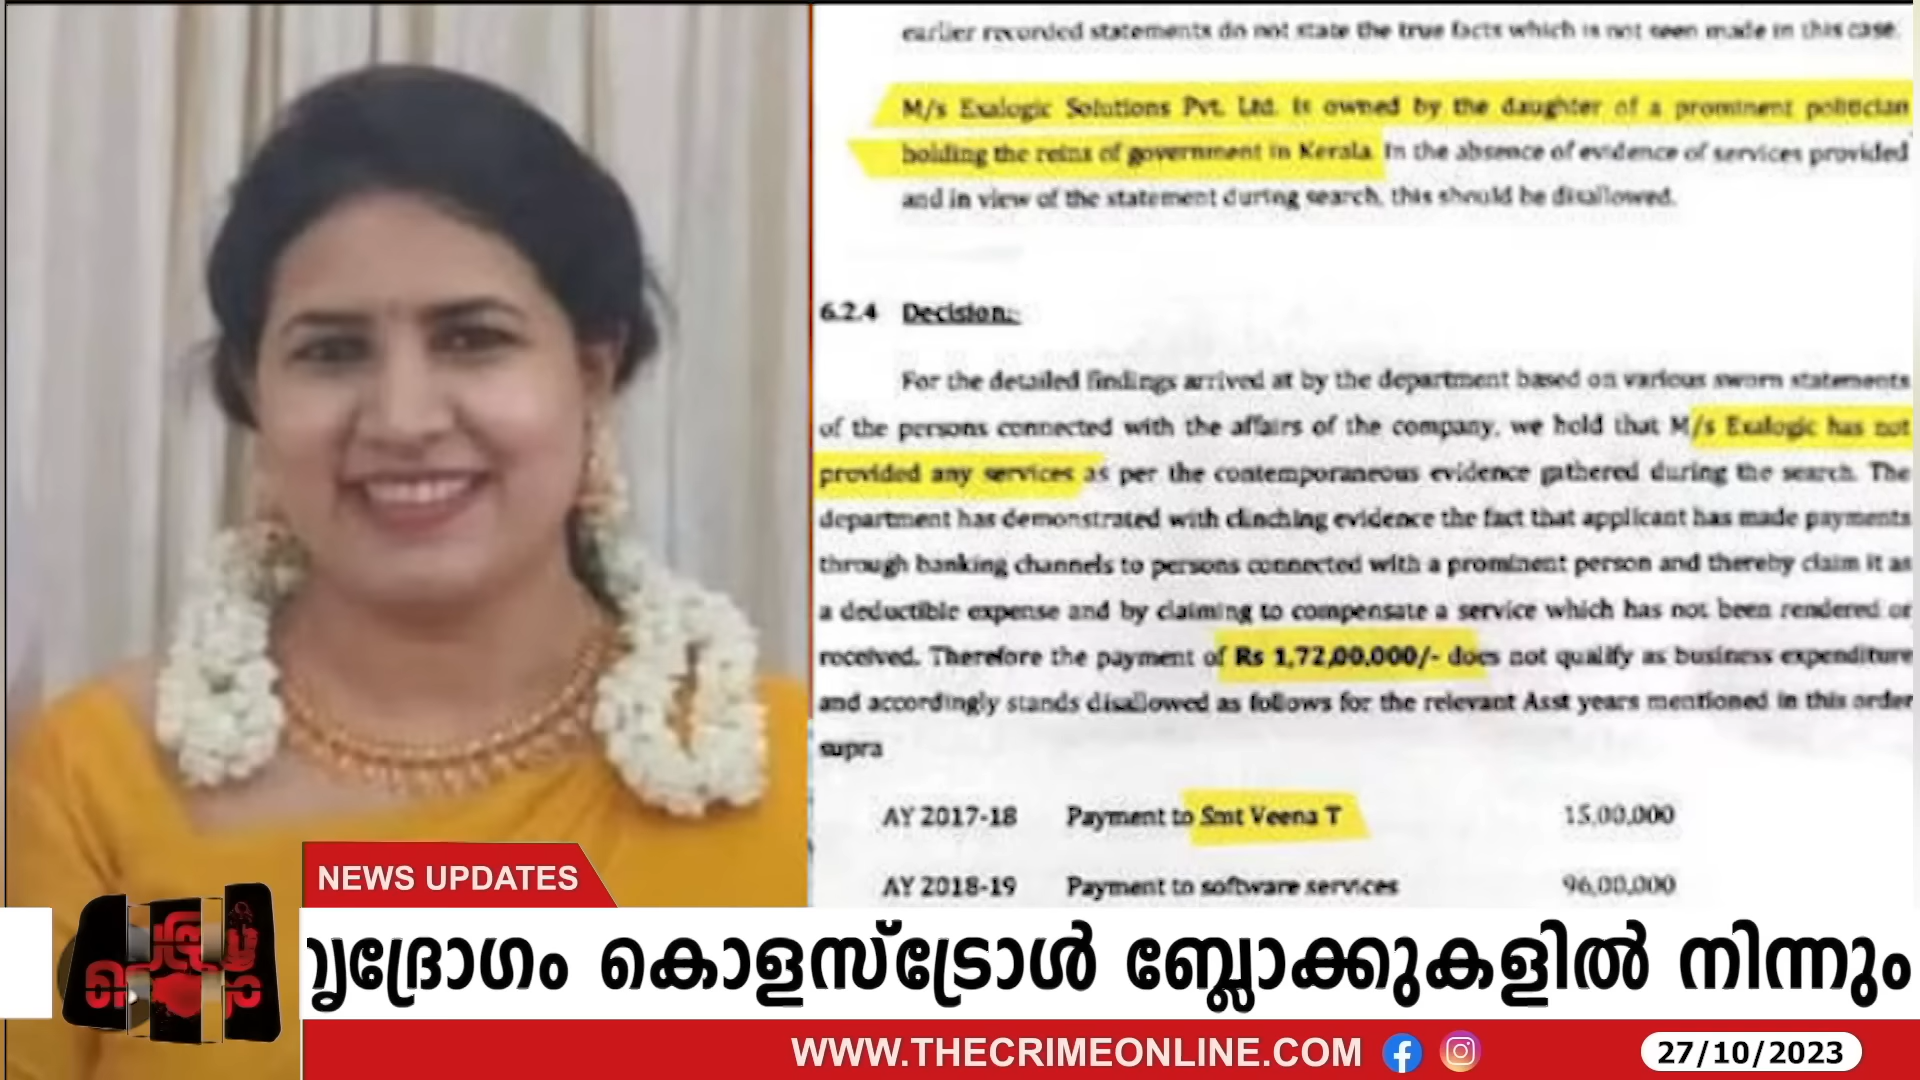 earlier recorded statements do not state the true facts which is not seen made in this case.
M/s Exalogic Solutions Pvt. Ltd. is owned by the daughter of a prominent politician
holding the reins of government in Kerala. In the absence of evidence of services provided
and in view of the statement during search, this should be disallowed.
6.2.4 Decision:
For the detailed findings arrived at by the department based on various sworn statements
of the persons connected with the affairs of the company, we hold that M/s Exalogic has not
provided any services as per the contemporaneous evidence gathered during the search. The
department has demonstrated with clinching evidence the fact that applicant has made payments
through banking channels to persons connected with a prominent person and thereby claim it as
a deductible expense and by claiming to compensate a service which has not been rendered or
received. Therefore the payment of Rs 1,72,00,000/- does not qualify as business expenditure
and accordingly stands disallowed as follows for the relevant Asst years mentioned in this order
supra
AY 2017-18 Payment to Smt Veena T 15,00,000
AY 2018-19 Payment to software services 96,00,000
NEWS UPDATES
ഹൃദ്രോഗം കൊളസ്ട്രോൾ ബ്ലോക്കുകളിൽ നിന്നും
WWW.THECRIMEONLINE.COM
27/10/2023